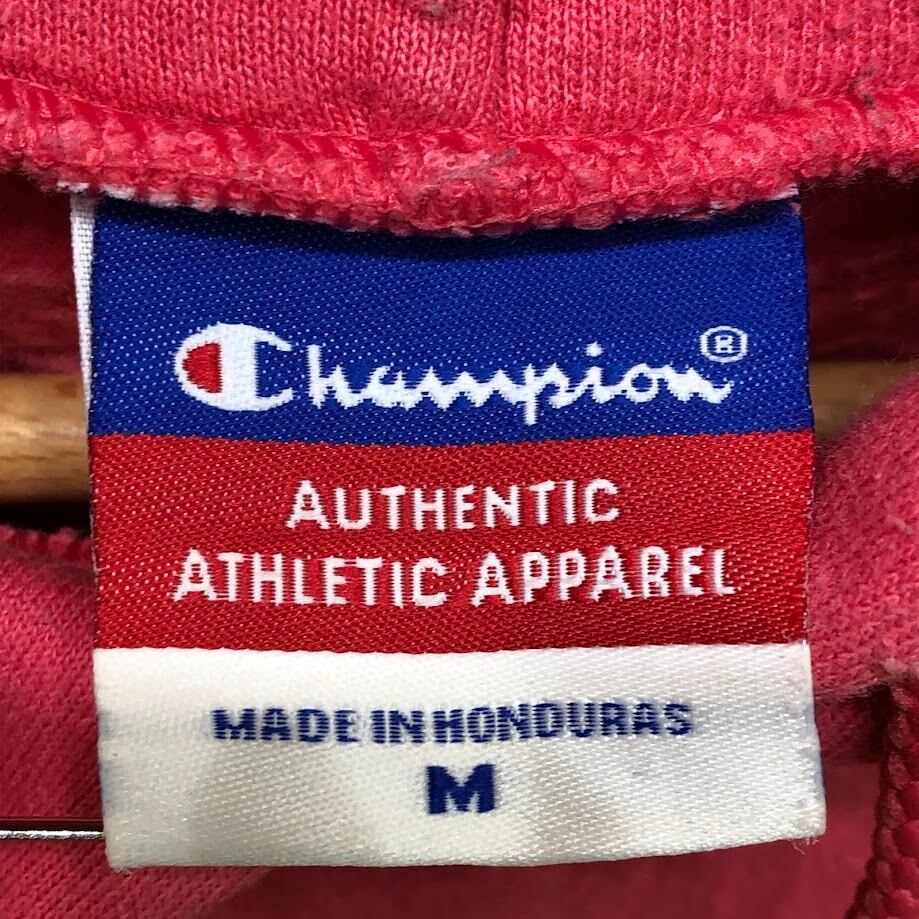 Champion®
AUTHENTIC
ATHLETIC APPAREL
MADE IN HONDURAS
M